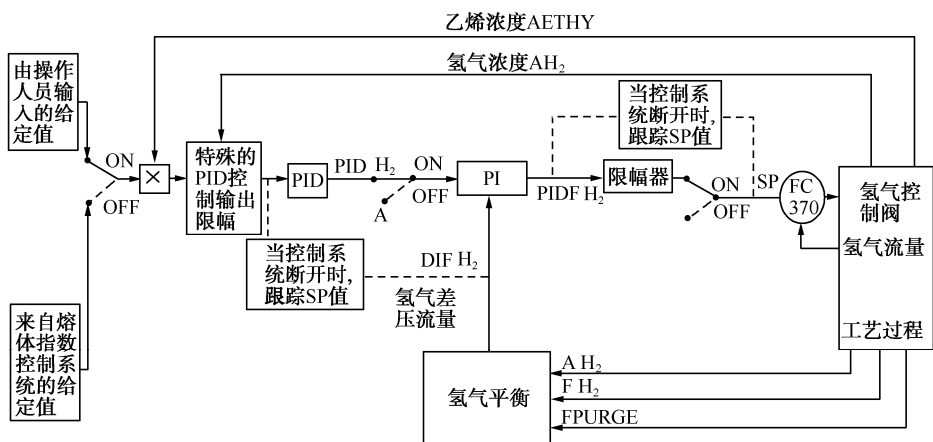 乙烯浓度AETHY
氢气浓度AH₂
由操作
人员输
入的给
定值
ON
OFF
×
特殊的
PID控
制输出
限幅
PID
PID H₂
ON
OFF
A
PI
PIDF H₂
当控制系
统断开时，
跟踪SP值
限幅器
ON
OFF
SP
FC
370
氢气控
制阀
氢气流量
工艺过程
当控制系
统断开时，
跟踪SP值
DIF H₂
氢气差
压流量
来自熔
体指数
控制系
统的给
定值
氢气平衡
A H₂
F H₂
FPURGE